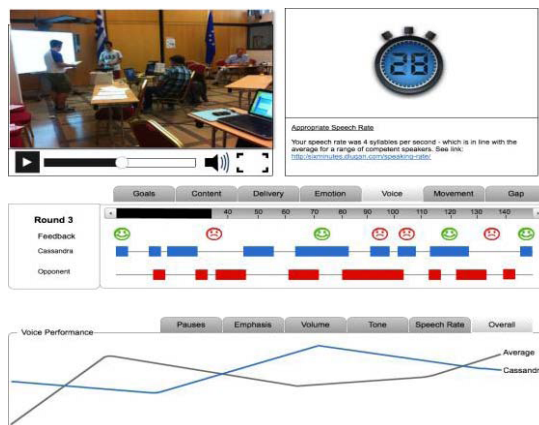 28
Appropriate Speech Rate
Your speech rate was 4 syllables per second - which is in line with the
average for a range of competent speakers. See link:
http://sixminutes.dlugan.com/speaking-rate/
Goals Content Delivery Emotion Voice Movement Gap
Round 3
40 50 60 70 80 90 100 110 120 130 140
Feedback
Cassandra
Opponent
Voice Performance
Pauses Emphasis Volume Tone Speech Rate Overall
Average
Cassandr